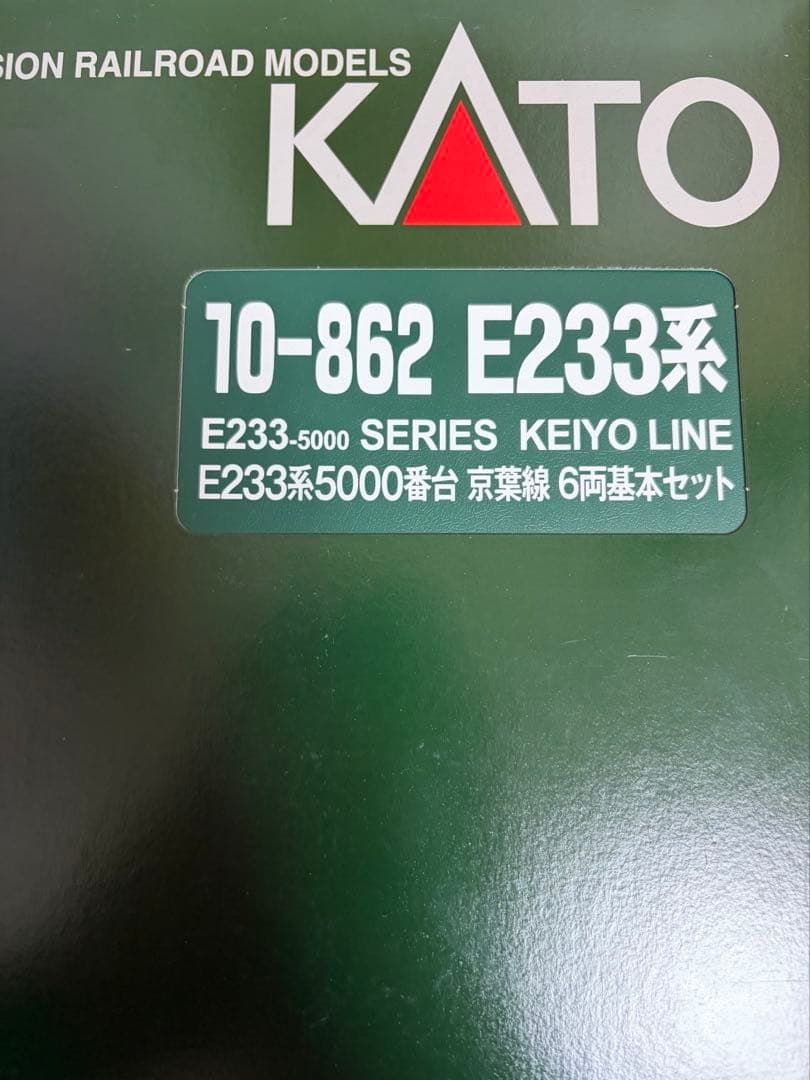 RAILROAD MODELS
KATO
10-862 E233系
E233-5000 SERIES KEIYO LINE
E233系5000番台 京葉線 6両基本セット